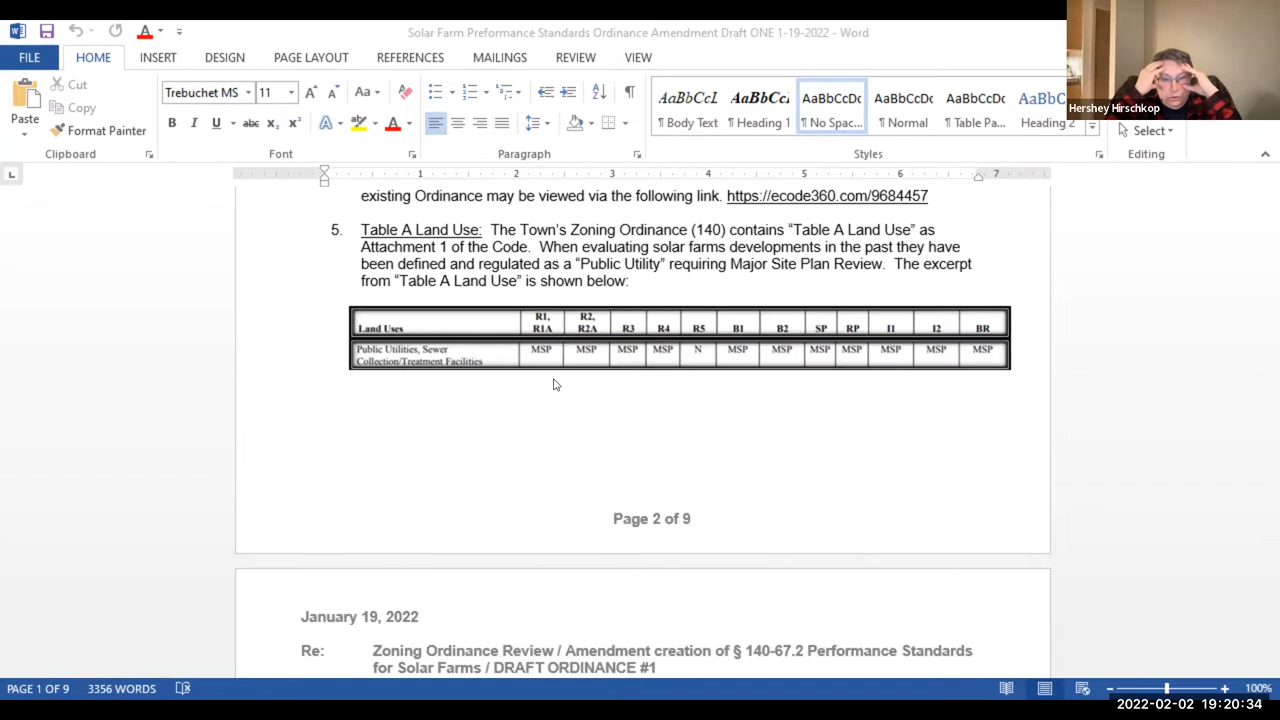 Solar Farm Preformance Standards Ordinance Amendment Draft ONE 1-19-2022 - Word
FILE HOME INSERT DESIGN PAGE LAYOUT REFERENCES MAILINGS REVIEW VIEW
Hershey Hirschkop
Paste
Cut
Copy
Format Painter
Clipboard
Trebuchet MS 11
Font
Paragraph
AaBbCcL AaBbCc AaBbCcDc AaBbCcDc AaBbCcDc AaBbC
¶ Body Text ¶ Heading 1 ¶ No Spac... ¶ Normal ¶ Table Pa... Heading 2
Styles
Select
Editing
1 2 3 4 5 6 7
existing Ordinance may be viewed via the following link. https://ecode360.com/9684457
5. Table A Land Use: The Town's Zoning Ordinance (140) contains “Table A Land Use” as
Attachment 1 of the Code. When evaluating solar farms developments in the past they have
been defined and regulated as a “Public Utility” requiring Major Site Plan Review. The excerpt
from “Table A Land Use” is shown below:
R1, R2,
Land Uses R1A R2A R3 R4 R5 B1 B2 SP RP I1 I2 BR
Public Utilities, Sewer MSP MSP MSP MSP N MSP MSP MSP MSP MSP MSP MSP
Collection/Treatment Facilities
Page 2 of 9
January 19, 2022
Re: Zoning Ordinance Review / Amendment creation of § 140-67.2 Performance Standards
for Solar Farms / DRAFT ORDINANCE #1
PAGE 1 OF 9 3356 WORDS 100%
2022-02-02 19:20:34